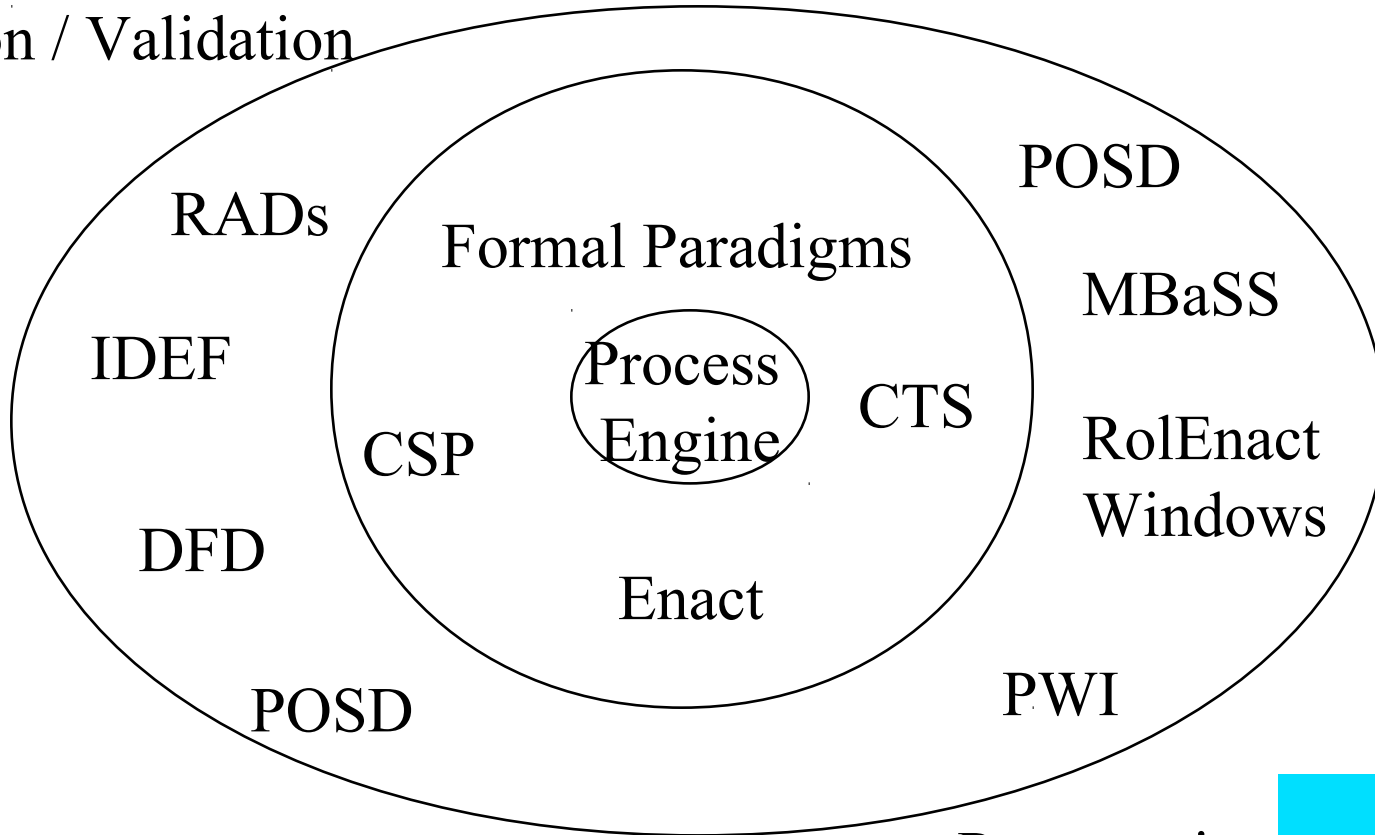 n / Validation
POSD
RADs
Formal Paradigms
MBaSS
IDEF
Process
Engine
CTS
RolEnact
Windows
CSP
DFD
Enact
POSD
PWI